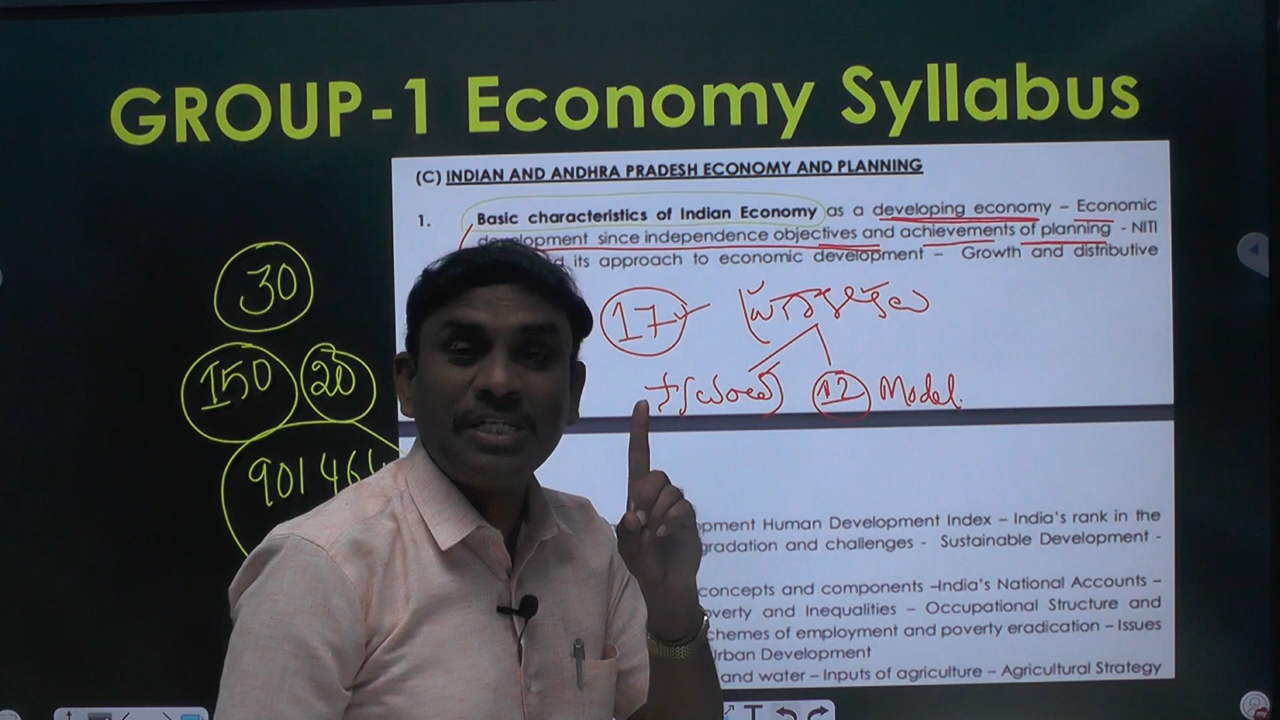 GROUP-1 Economy Syllabus
(C) INDIAN AND ANDHRA PRADESH ECONOMY AND PLANNING
1. Basic characteristics of Indian Economy as a developing economy – Economic
development since independence objectives and achievements of planning - NITI
its approach to economic development – Growth and distributive
30
17 ప్రణాళికలు
150 20
12 Model.
90146
Human Development Index – India's rank in the
and challenges - Sustainable Development -
concepts and components –India's National Accounts –
and Inequalities – Occupational Structure and
of employment and poverty eradication – Issues
Urban Development
and water – Inputs of agriculture – Agricultural Strategy